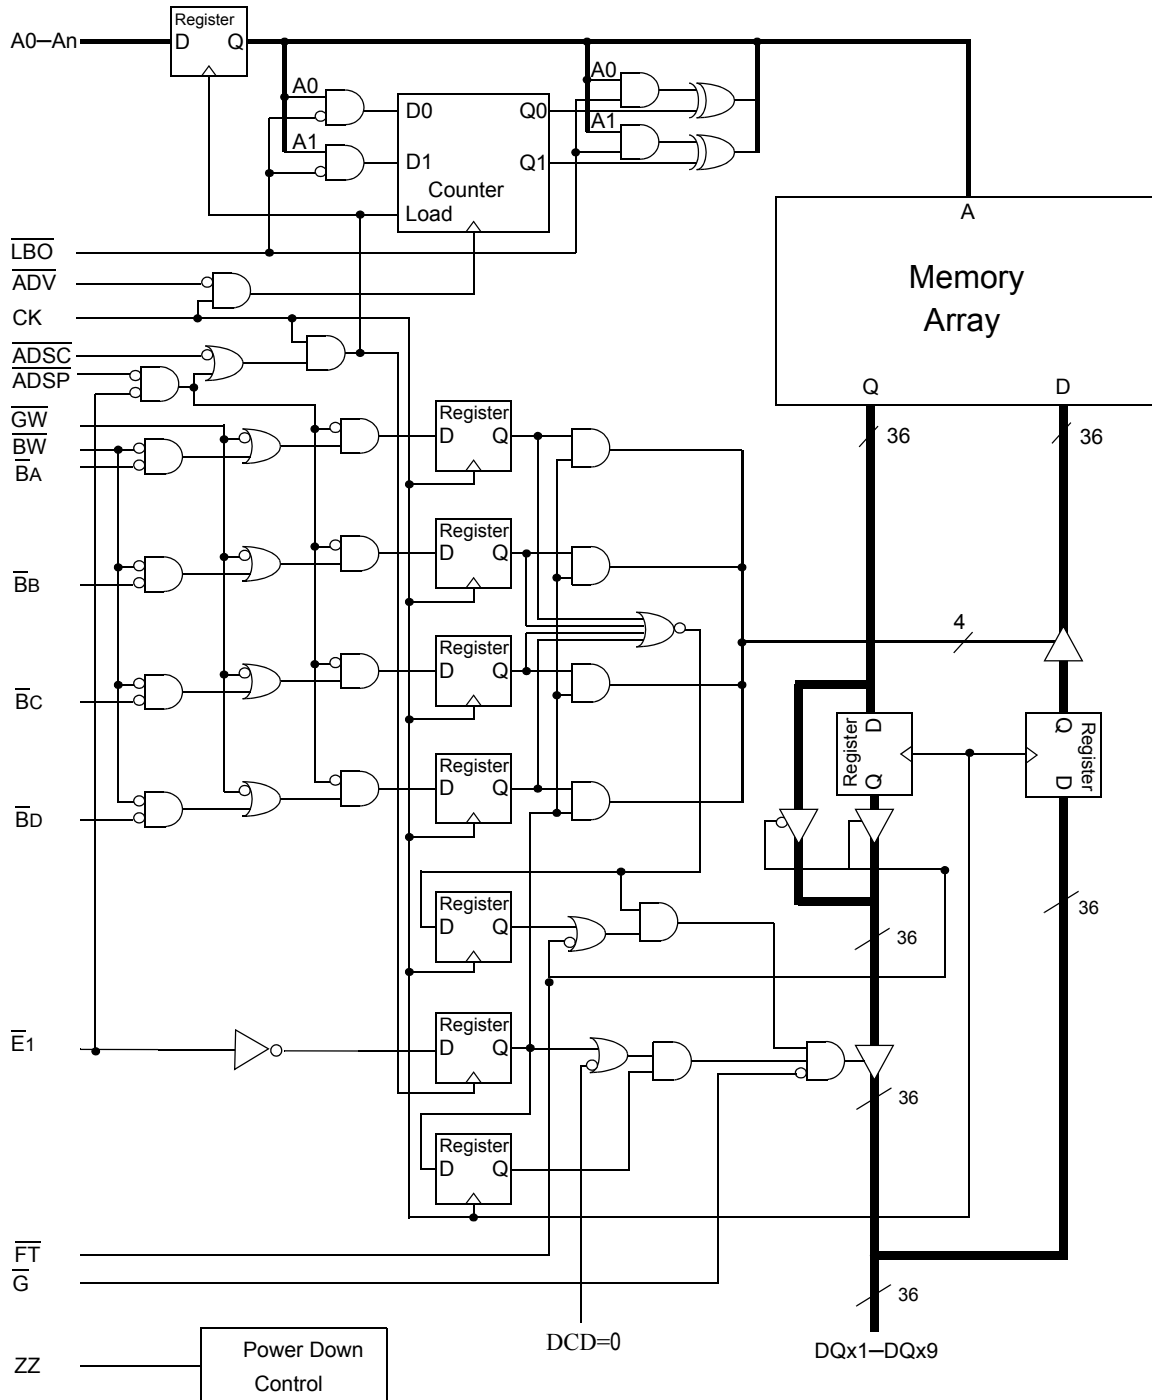 Register
A0–An
D Q
A0
A0
D0 Q0
A1
A1
D1 Q1
Counter
Load
A
LBO
ADV
Memory
Array
CK
ADSC
ADSP
Q D
GW
Register
36 36
BW
D Q
BA
Register
D Q
BB
4
Register
D Q
BC
Register D Q
Q D Register
Register
D Q
BD
Register
36
D Q
36
Register
E1
D Q
36
Register
D Q
FT
G
36
DCD=0
DQx1–DQx9
Power Down
ZZ
Control